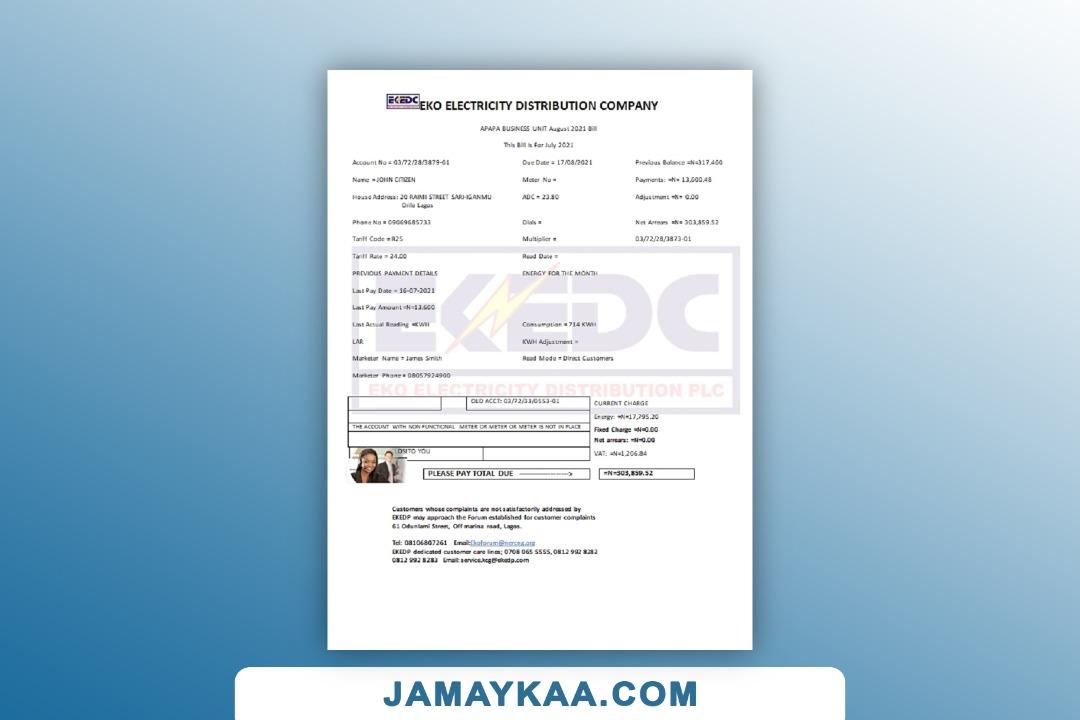 EKEDC EKO ELECTRICITY DISTRIBUTION COMPANY
APAPA BUSINESS UNIT August 2021 Bill
This Bill Is For July 2021
Account No = 03/72/28/3879-01 Due Date = 17/08/2021 Previous Balance =N=317,460
Name =JOHN CITIZEN Meter No = Payments: =N= 13,600.48
House Address: 20 RAIMI STREET SARI-IGANMU ADC = 23.80 Adjustment =N= 0.00
Orile Lagos
Phone No = 09069685733 Dials = Net Arrears =N= 303,859.52
Tariff Code =R25 Multiplier = 03/72/28/3873-01
Tariff Rate = 24.00 Read Date =
PREVIOUS PAYMENT DETAILS ENERGY FOR THE MONTH
Last Pay Date = 16-07-2021
Last Pay Amount =N=13,600
Last Actual Reading =KWH Consumption = 714 KWH
LAR KWH Adjustment =
Marketer Name = James Smith Read Mode = Direct Customers
Marketer Phone = 08057924900
EKEDC
EKO ELECTRICITY DISTRIBUTION PLC
OLD ACCT: 03/72/33/0553-01 CURRENT CHARGE
Energy: =N=17,795.20
THE ACCOUNT WITH NON FUNCTIONAL METER OR METER OR METER IS NOT IN PLACE Fixed Charge =N=0.00
Net arrears: =N=0.00
TO YOU VAT: =N=1,206.84
PLEASE PAY TOTAL DUE --------------------> =N=303,859.52
Customers whose complaints are not satisfactorily addressed by
EKEDP may approach the Forum established for customer complaints
61 Odunlami Street, Off marina road, Lagos.
Tel: 08106807261 Email:Ekoforum@nercng.org
EKEDP dedicated customer care lines; 0708 065 5555, 0812 992 8282
0812 992 8283 Email: service.kcg@ekedp.com
JAMAYKAA.COM